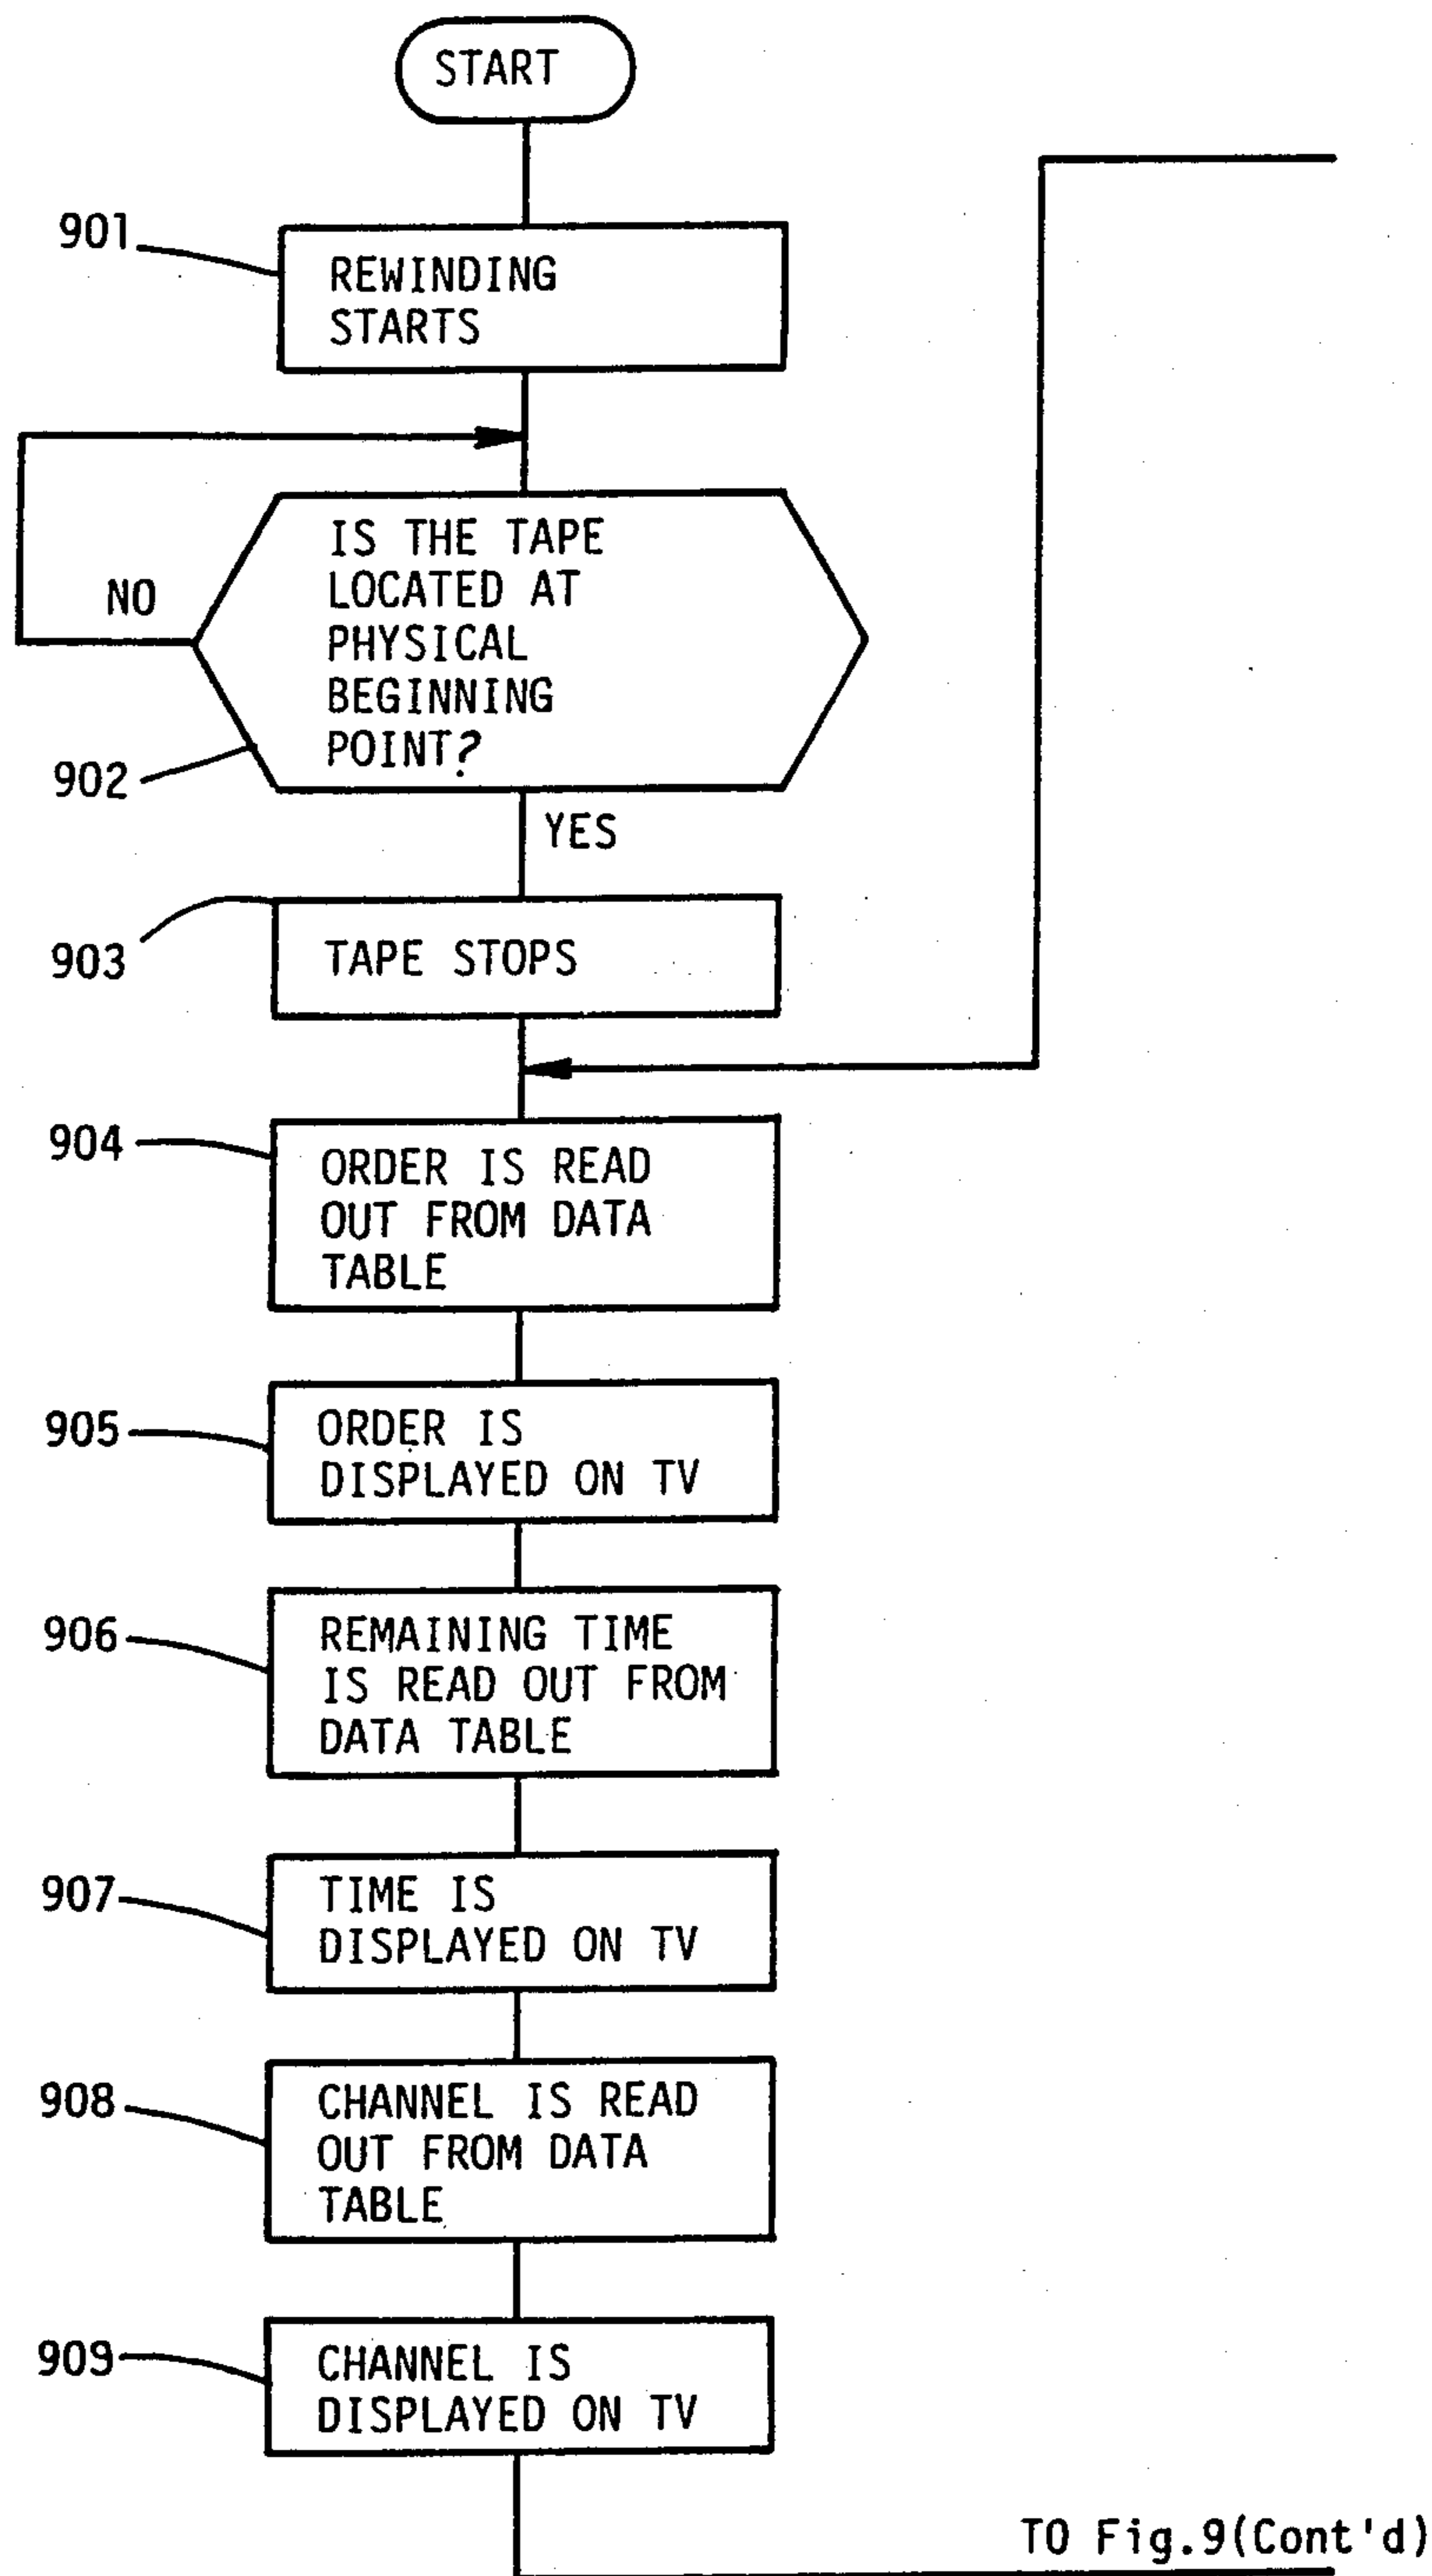 START
901
REWINDING
STARTS
IS THE TAPE
LOCATED AT
PHYSICAL
BEGINNING
POINT?
NO
902
YES
903
TAPE STOPS
904
ORDER IS READ
OUT FROM DATA
TABLE
905
ORDER IS
DISPLAYED ON TV
906
REMAINING TIME
IS READ OUT FROM
DATA TABLE
907
TIME IS
DISPLAYED ON TV
908
CHANNEL IS READ
OUT FROM DATA
TABLE
909
CHANNEL IS
DISPLAYED ON TV
TO Fig.9(Cont'd)